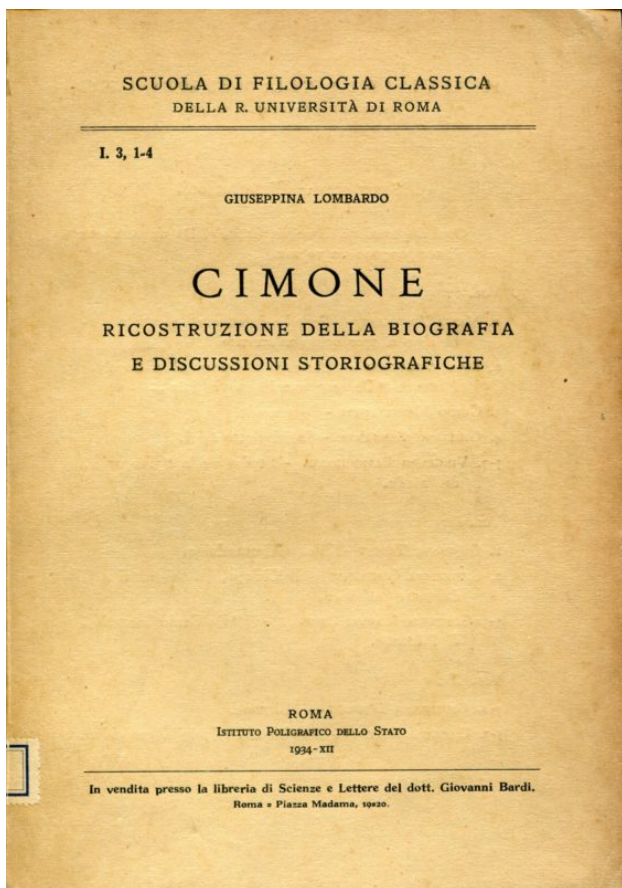 SCUOLA DI FILOLOGIA CLASSICA
DELLA R. UNIVERSITÀ DI ROMA
I. 3, 1-4
GIUSEPPINA LOMBARDO
CIMONE
RICOSTRUZIONE DELLA BIOGRAFIA
E DISCUSSIONI STORIOGRAFICHE
ROMA
ISTITUTO POLIGRAFICO DELLO STATO
1934-XII
In vendita presso la libreria di Scienze e Lettere del dott. Giovanni Bardi.
Roma - Piazza Madama, 19-20.